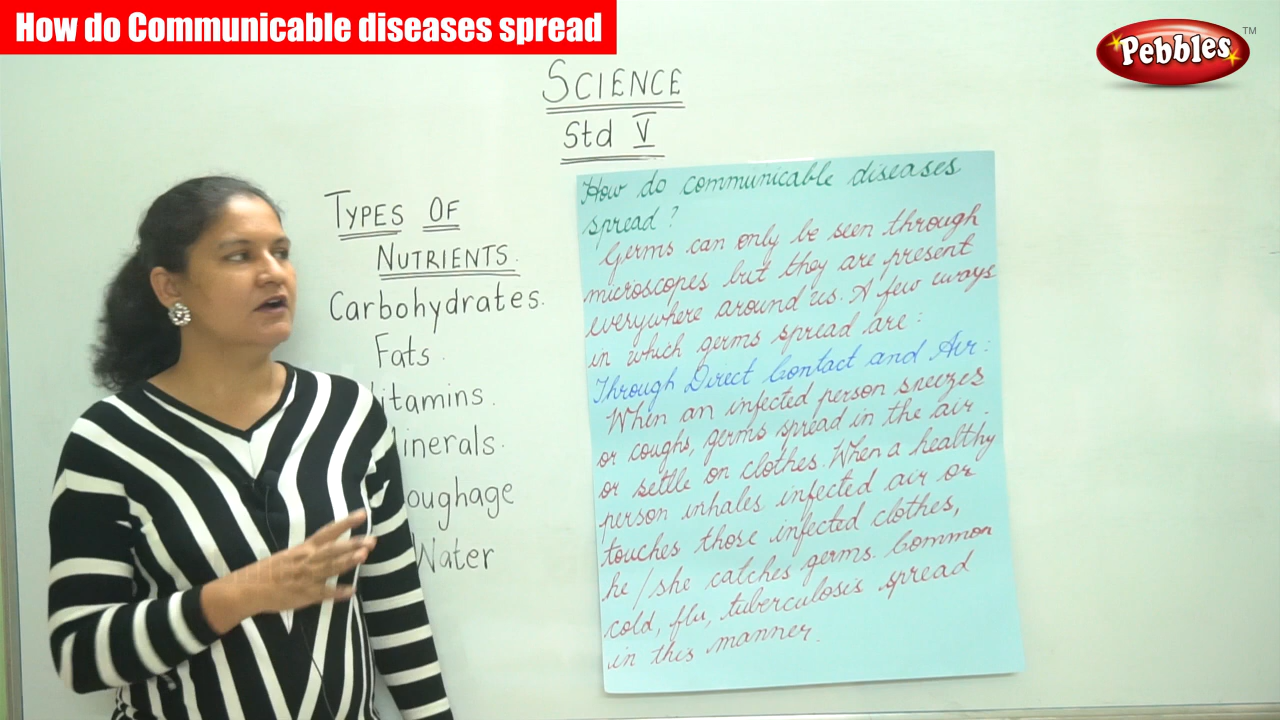 How do Communicable diseases spread
Pebbles TM
SCIENCE
Std V
TYPES OF
NUTRIENTS.
Carbohydrates.
Fats.
itamins.
inerals.
oughage
Water
How do communicable diseases
spread?
Germs can only be seen through
microscopes but they are present
everywhere around us. A few ways
in which germs spread are:
Through Direct Contact and Air:
When an infected person sneezes
or coughs, germs spread in the air
or settle on clothes. When a healthy
person inhales infected air or
touches those infected clothes,
he/she catches germs. Common
cold, flu, tuberculosis spread
in this manner.